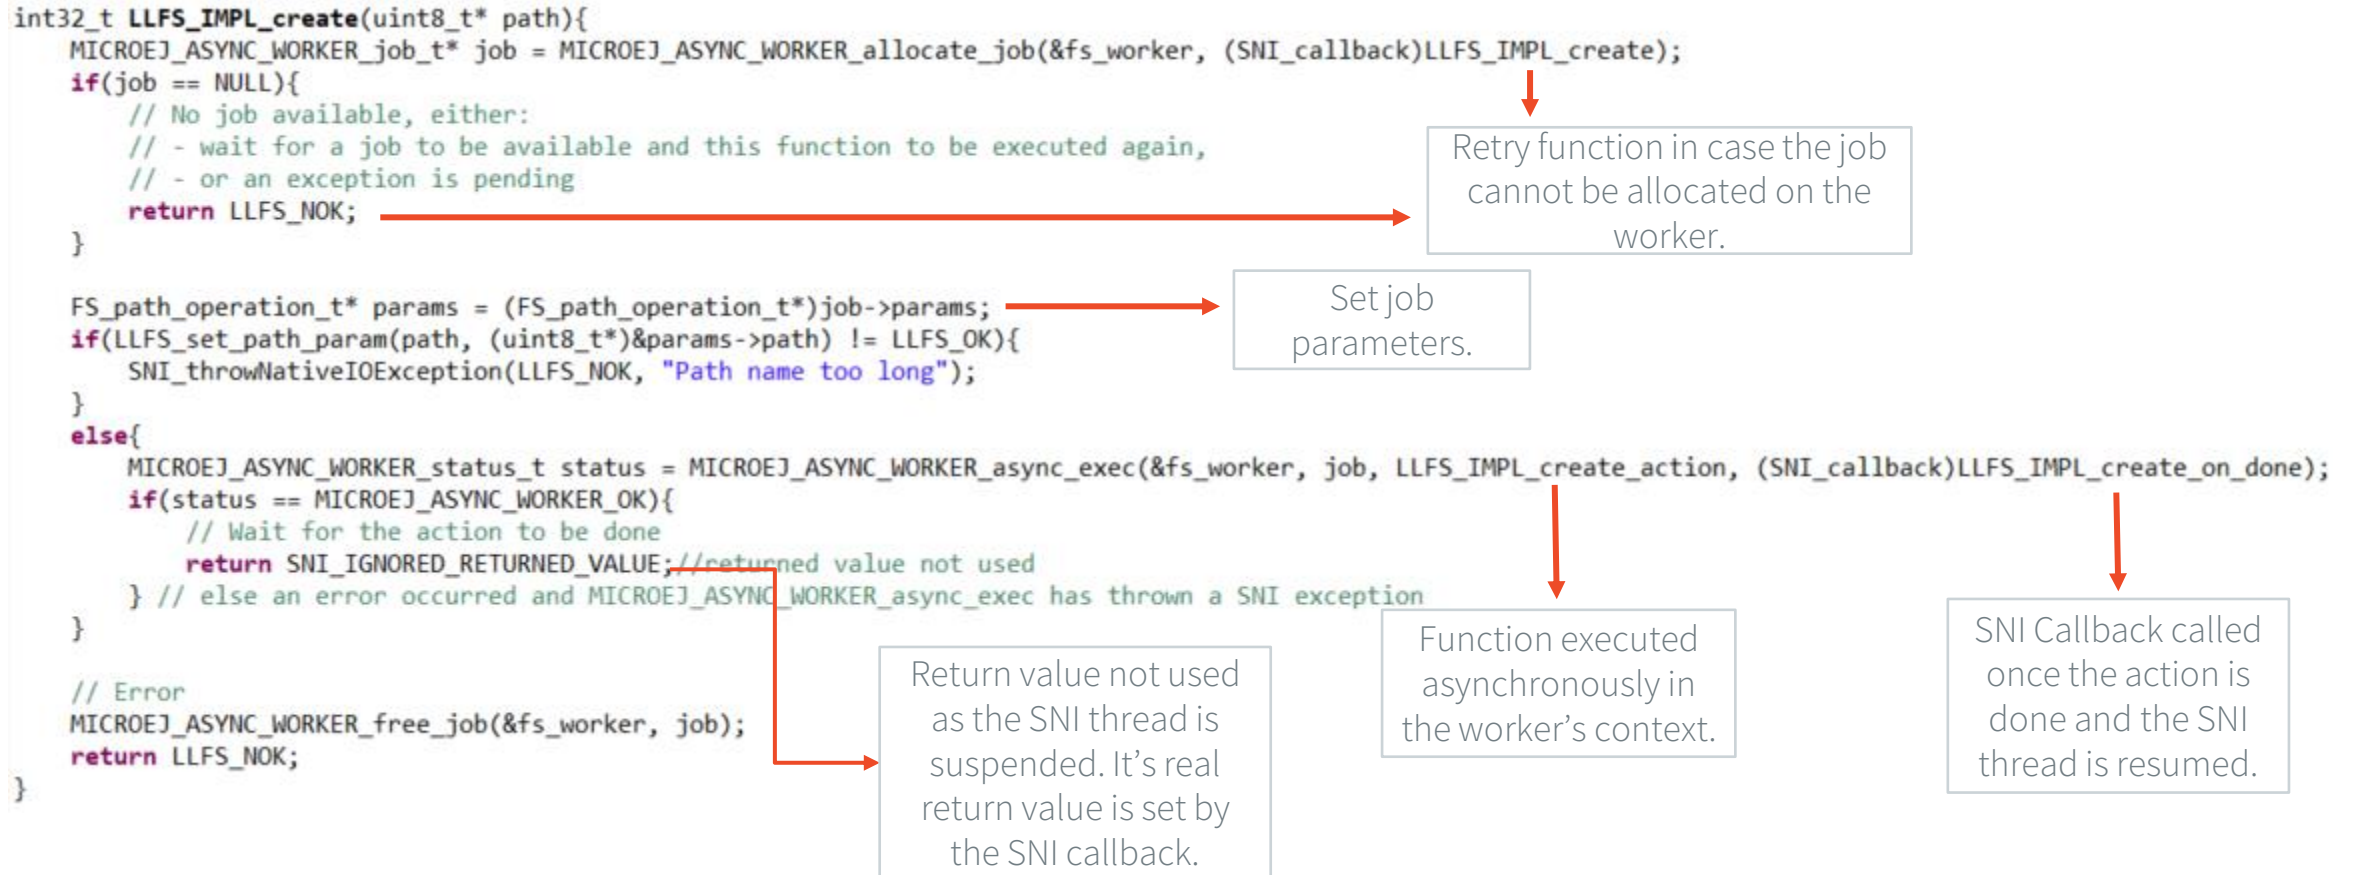 int32_t LLFS_IMPL_create(uint8_t* path){
    MICROEJ_ASYNC_WORKER_job_t* job = MICROEJ_ASYNC_WORKER_allocate_job(&fs_worker, (SNI_callback)LLFS_IMPL_create);
    if(job == NULL){
        // No job available, either:
        // - wait for a job to be available and this function to be executed again,
        // - or an exception is pending
        return LLFS_NOK;
    }
Retry function in case the job
cannot be allocated on the
worker.
    FS_path_operation_t* params = (FS_path_operation_t*)job->params;
    if(LLFS_set_path_param(path, (uint8_t*)&params->path) != LLFS_OK){
        SNI_throwNativeIOException(LLFS_NOK, "Path name too long");
    }
Set job
parameters.
    else{
        MICROEJ_ASYNC_WORKER_status_t status = MICROEJ_ASYNC_WORKER_async_exec(&fs_worker, job, LLFS_IMPL_create_action, (SNI_callback)LLFS_IMPL_create_on_done);
        if(status == MICROEJ_ASYNC_WORKER_OK){
            // Wait for the action to be done
            return SNI_IGNORED_RETURNED_VALUE;//returned value not used
        } // else an error occurred and MICROEJ_ASYNC_WORKER_async_exec has thrown a SNI exception
    }

    // Error
    MICROEJ_ASYNC_WORKER_free_job(&fs_worker, job);
    return LLFS_NOK;
}
Return value not used
as the SNI thread is
suspended. It's real
return value is set by
the SNI callback.
Function executed
asynchronously in
the worker's context.
SNI Callback called
once the action is
done and the SNI
thread is resumed.